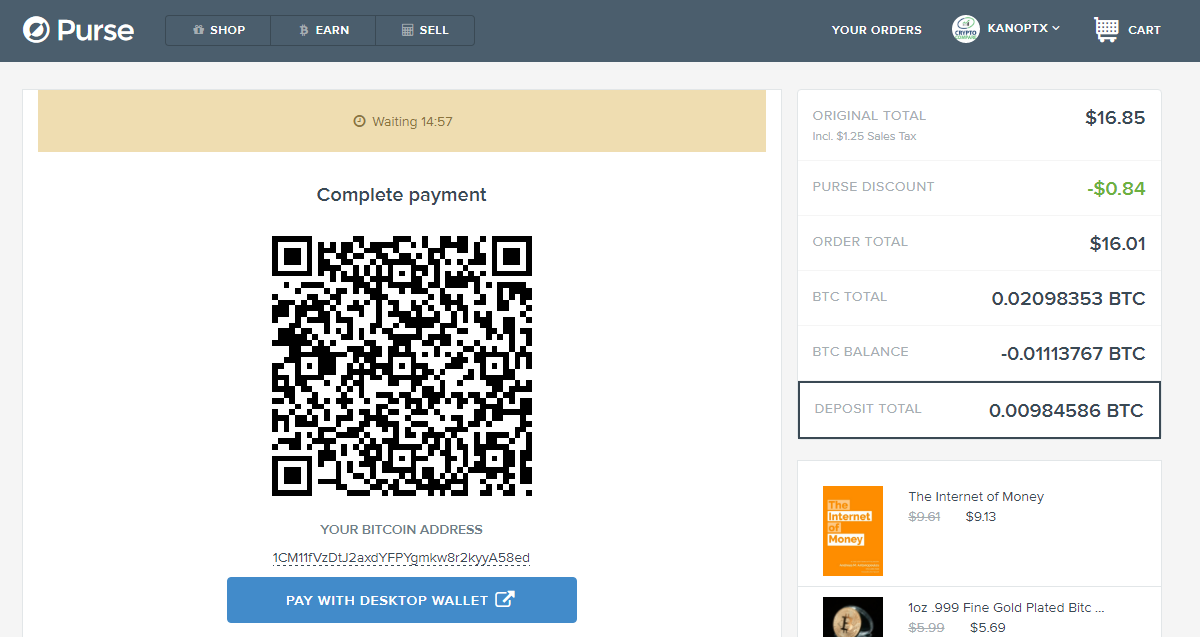 Purse
SHOP
EARN
SELL
YOUR ORDERS
CRYPTO
KANOPTX
CART
Waiting 14:57
Complete payment
YOUR BITCOIN ADDRESS
1CM11fVzDtJ2axdYFPYgmkw8r2kyyA58ed
PAY WITH DESKTOP WALLET
ORIGINAL TOTAL $16.85
Incl. $1.25 Sales Tax
PURSE DISCOUNT -$0.84
ORDER TOTAL $16.01
BTC TOTAL 0.02098353 BTC
BTC BALANCE -0.01113767 BTC
DEPOSIT TOTAL 0.00984586 BTC
The
Internet
of
Money
The Internet of Money
$9.61 $9.13
1oz .999 Fine Gold Plated Bitc ...
$5.99 $5.69